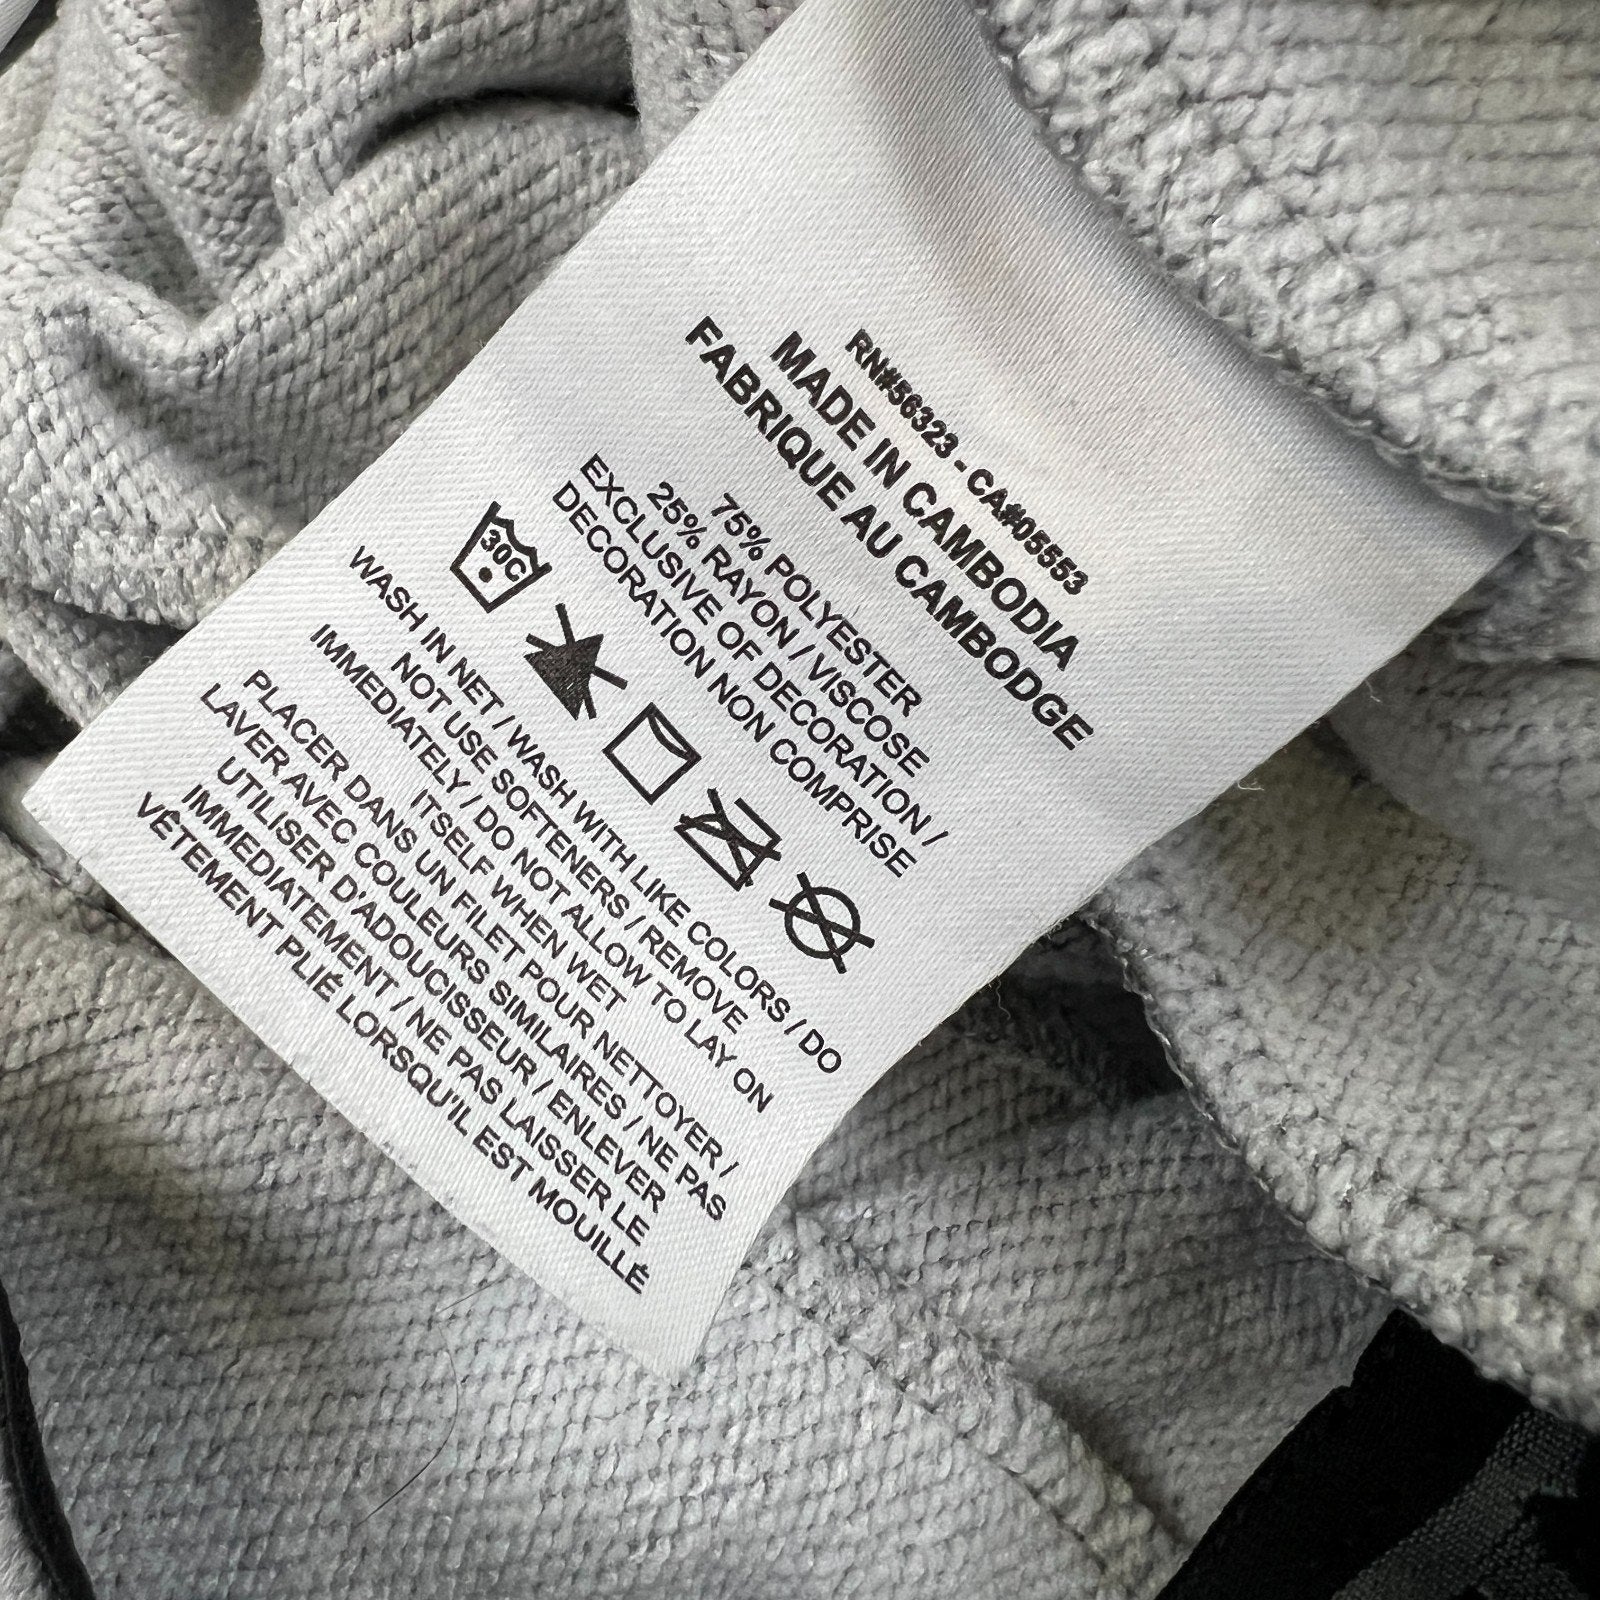 RN#56323 - CA#05553
MADE IN CAMBODIA
FABRIQUE AU CAMBODGE
75% POLYESTER
25% RAYON / VISCOSE
EXCLUSIVE OF DECORATION /
DECORATION NON COMPRISE
30C
WASH IN NET / WASH WITH LIKE COLORS / DO
NOT USE SOFTENERS / REMOVE
IMMEDIATELY / DO NOT ALLOW TO LAY ON
ITSELF WHEN WET
PLACER DANS UN FILET POUR NETTOYER /
LAVER AVEC COULEURS SIMILAIRES / NE PAS
UTILISER D'ADOUCISSEUR / ENLEVER
IMMEDIATEMENT / NE PAS LAISSER LE
VÊTEMENT PLIÉ LORSQU'IL EST MOUILLÉ